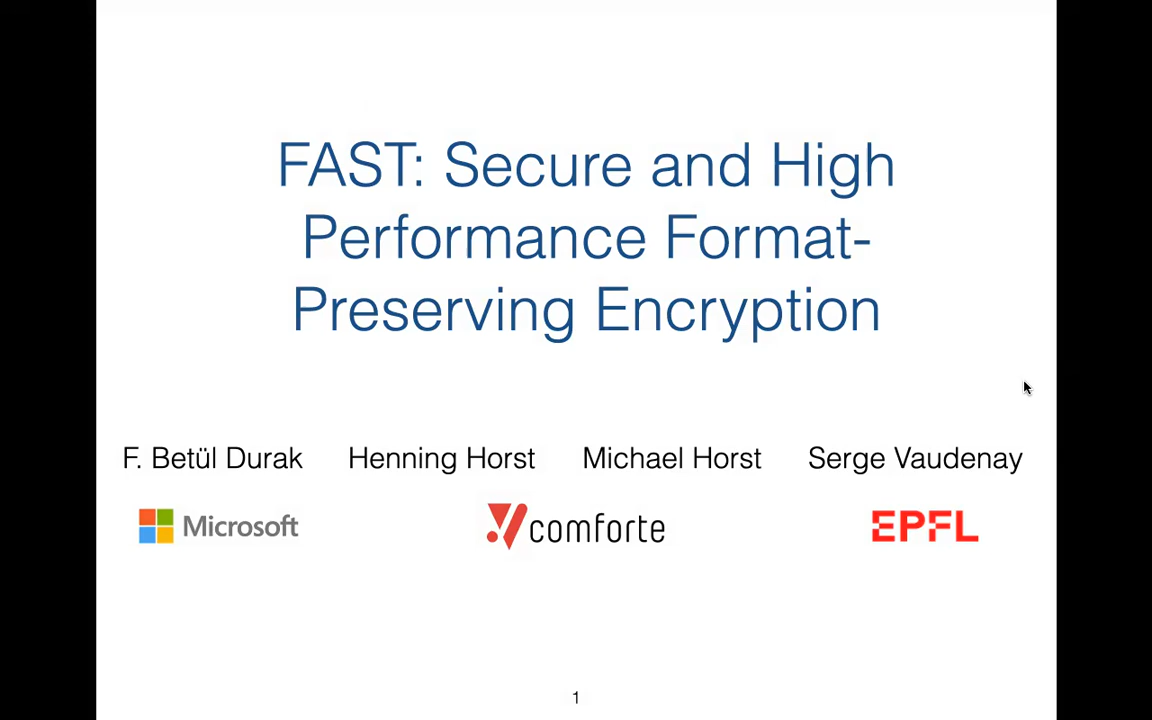 FAST: Secure and High
Performance Format-
Preserving Encryption
F. Betül Durak Henning Horst Michael Horst Serge Vaudenay
Microsoft comforte EPFL
1